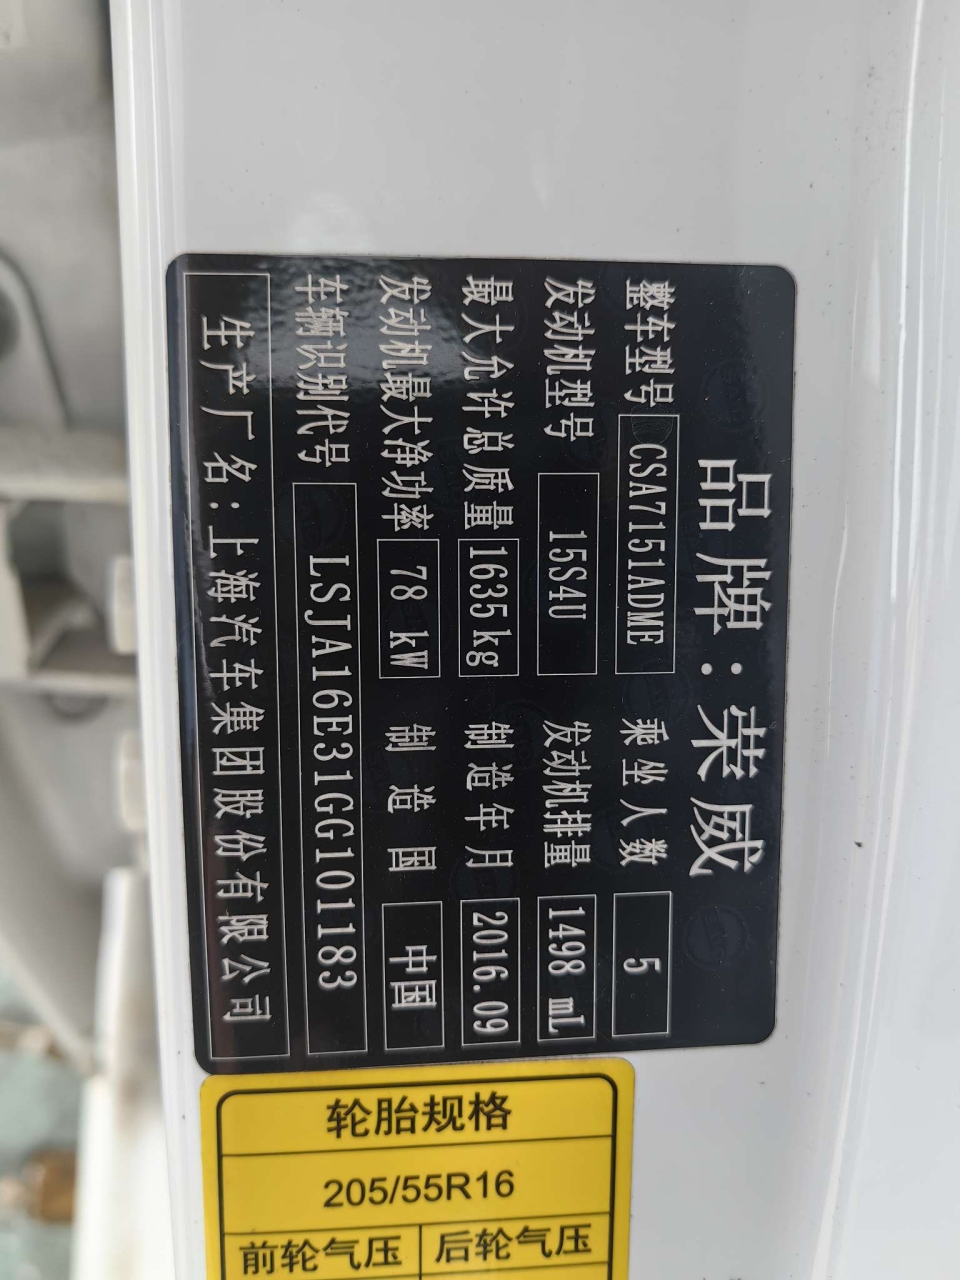 品牌:荣威
整车型号 CSA7151ADME 乘坐人数 5
发动机型号 15S4U 发动机排量 1498 mL
最大允许总质量 1635kg 制造年月 2016.09
发动机最大净功率 78 kW 制造国 中国
车辆识别代号 LSJA16E31GG101183
生产厂名:上海汽车集团股份有限公司
轮胎规格
205/55R16
前轮气压 后轮气压